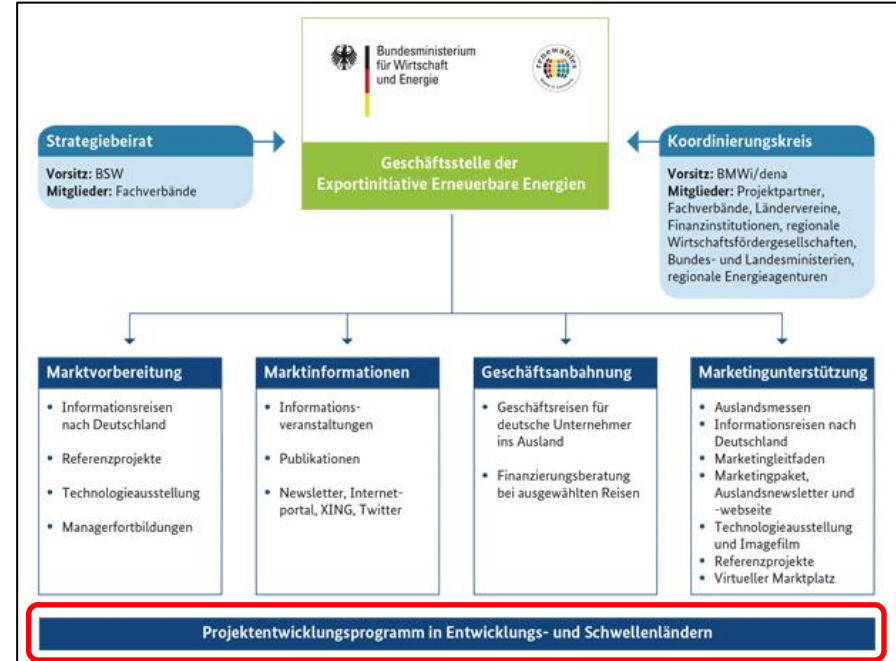 Bundesministerium
für Wirtschaft
und Energie
renewables
Geschäftsstelle der
Exportinitiative Erneuerbare Energien
Strategiebeirat
Vorsitz: BSW
Mitglieder: Fachverbände
Koordinierungskreis
Vorsitz: BMWi/dena
Mitglieder: Projektpartner,
Fachverbände, Ländervereine,
Finanzinstitutionen, regionale
Wirtschaftsfördergesellschaften,
Bundes- und Landesministerien,
regionale Energieagenturen
Marktvorbereitung
• Informationsreisen
nach Deutschland
• Referenzprojekte
• Technologieausstellung
• Managerfortbildungen
Marktinformationen
• Informations-
veranstaltungen
• Publikationen
• Newsletter, Internet-
portal, XING, Twitter
Geschäftsanbahnung
• Geschäftsreisen für
deutsche Unternehmer
ins Ausland
• Finanzierungsberatung
bei ausgewählten Reisen
Marketingunterstützung
• Auslandsmessen
• Informationsreisen nach
Deutschland
• Marketingleitfaden
• Marketingpaket,
Auslandsnewsletter und
-webseite
• Technologieausstellung
und Imagefilm
• Referenzprojekte
• Virtueller Marktplatz
Projektentwicklungsprogramm in Entwicklungs- und Schwellenländern